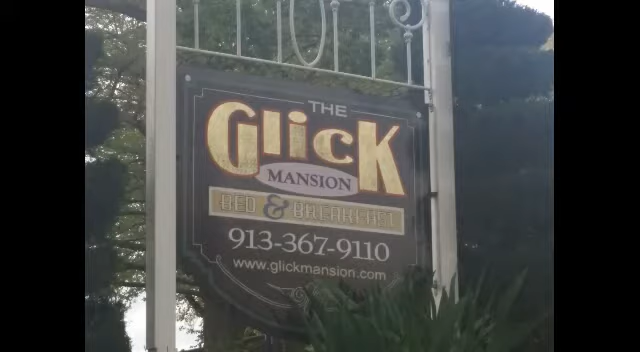 THE
Glick
MANSION
BED & BREAKFAST
913-367-9110
www.glickmansion.com